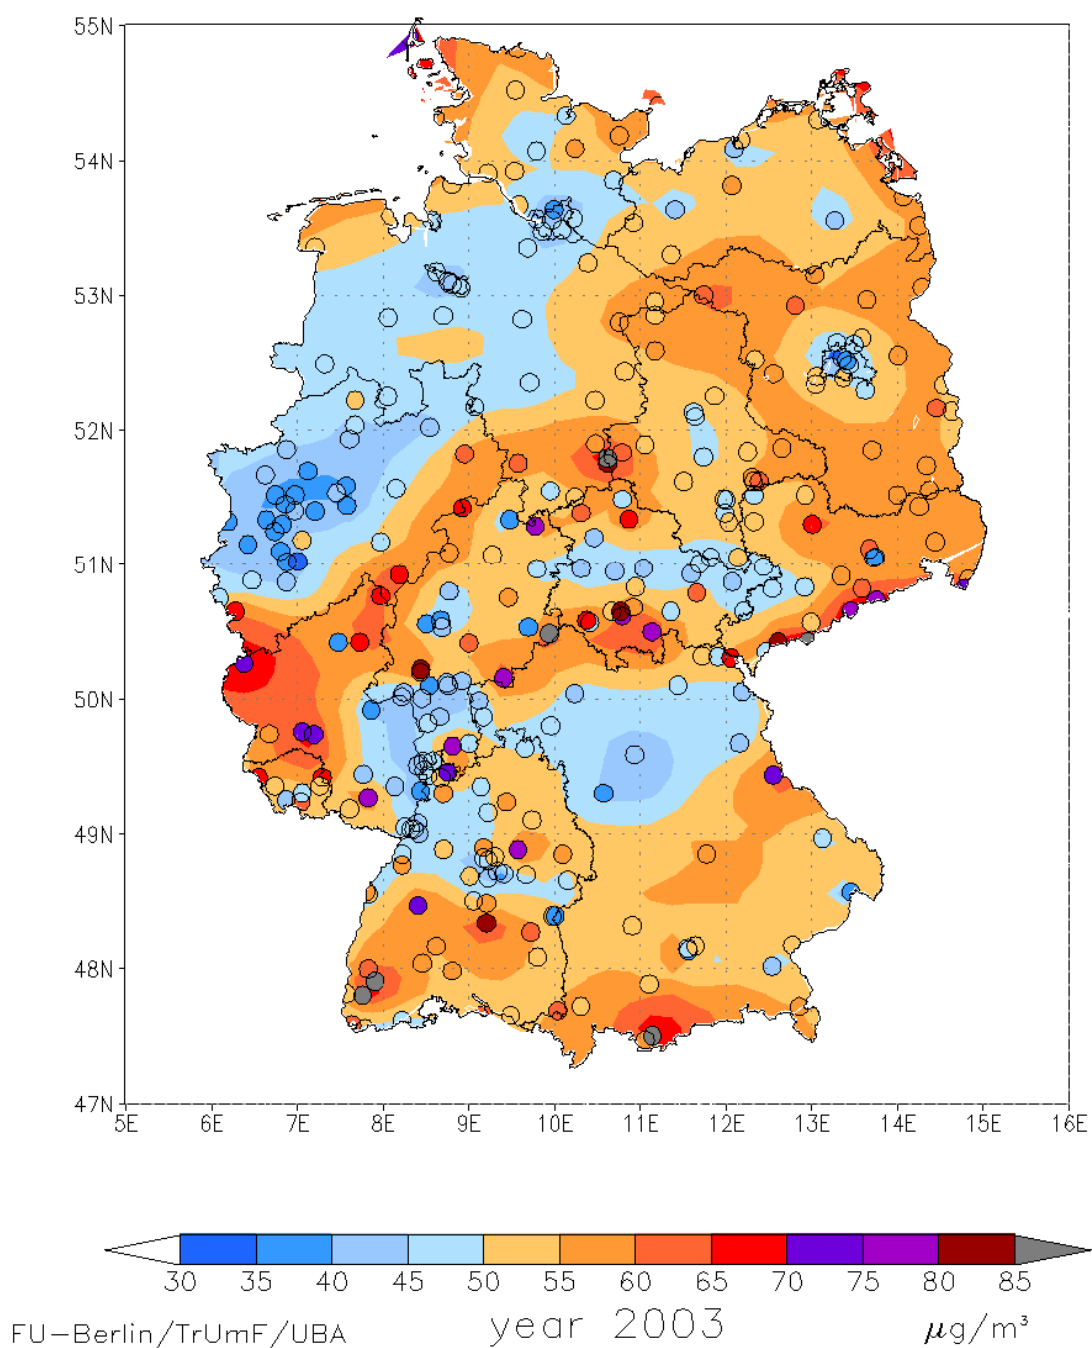 55N
54N
53N
52N
51N
50N
49N
48N
47N
5E 6E 7E 8E 9E 10E 11E 12E 13E 14E 15E 16E
30 35 40 45 50 55 60 65 70 75 80 85
FU-Berlin/TrUmF/UBA year 2003 μg/m³